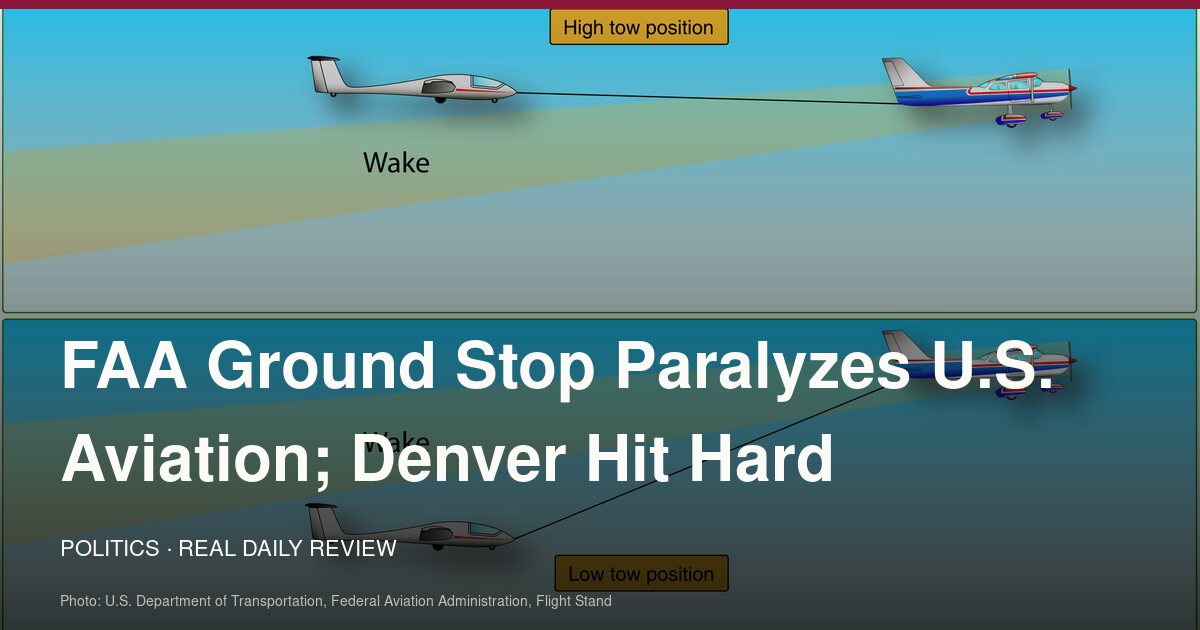 High tow position
Wake
FAA Ground Stop Paralyzes U.S.
Wake
Aviation; Denver Hit Hard
POLITICS · REAL DAILY REVIEW
Low tow position
Photo: U.S. Department of Transportation, Federal Aviation Administration, Flight Stand